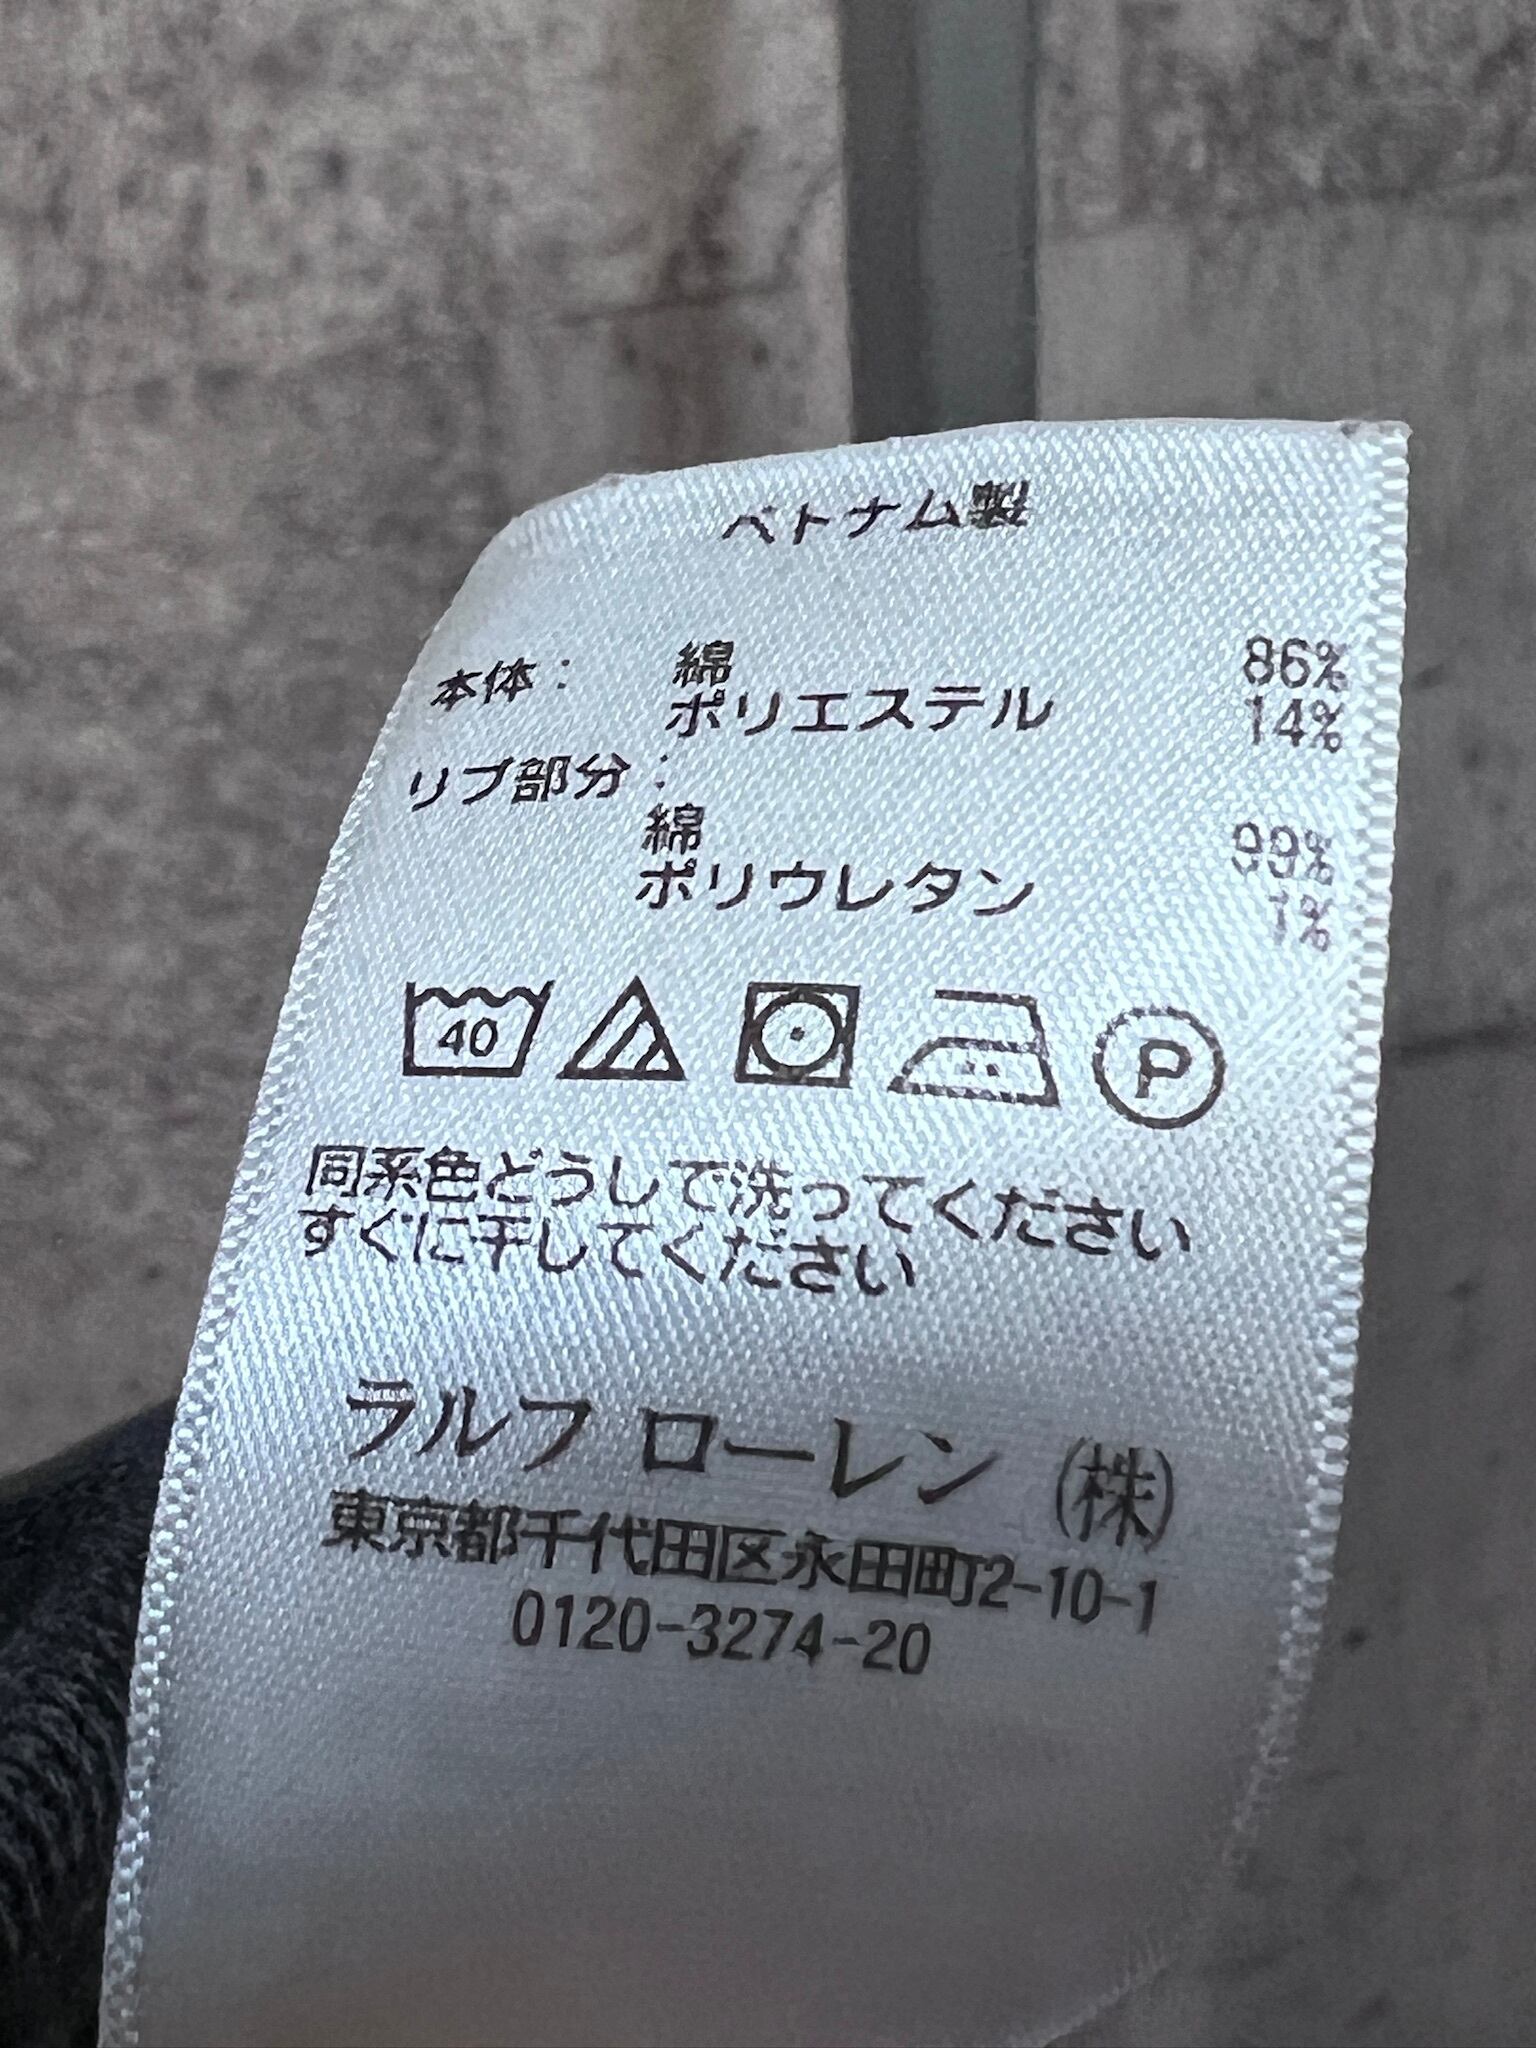 ベトナム製
本体： 綿 86%
ポリエステル 14%
リブ部分：
綿 99%
ポリウレタン 1%
40 P
同系色どうしで洗ってください
すぐに干してください
ラルフ ローレン (株)
東京都千代田区永田町2-10-1
0120-3274-20